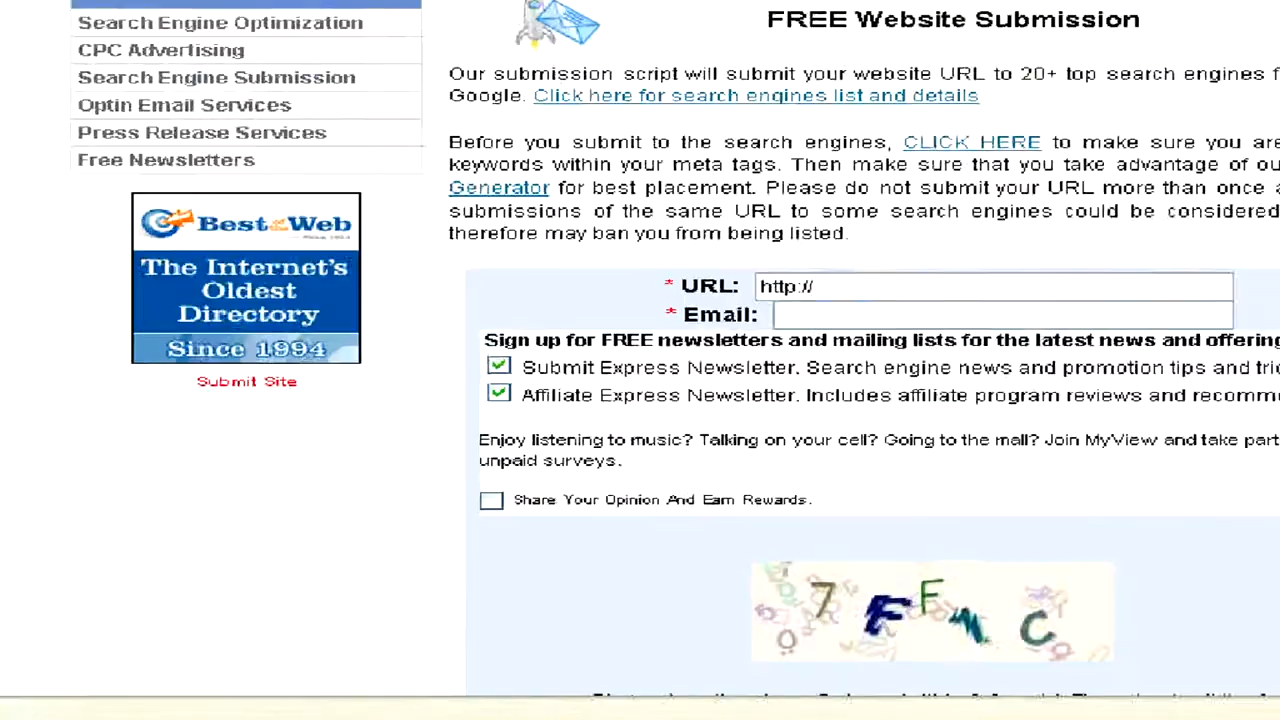 Search Engine Optimization
CPC Advertising
Search Engine Submission
Optin Email Services
Press Release Services
Free Newsletters
Best of the Web
The Internet's
Oldest
Directory
Since 1994
Submit Site
FREE Website Submission
Our submission script will submit your website URL to 20+ top search engines f
Google. Click here for search engines list and details
Before you submit to the search engines, CLICK HERE to make sure you are
keywords within your meta tags. Then make sure that you take advantage of ou
Generator for best placement. Please do not submit your URL more than once a
submissions of the same URL to some search engines could be considered
therefore may ban you from being listed.
* URL: http://
* Email:
Sign up for FREE newsletters and mailing lists for the latest news and offering
Submit Express Newsletter. Search engine news and promotion tips and tri
Affiliate Express Newsletter. Includes affiliate program reviews and recomm
Enjoy listening to music? Talking on your cell? Going to the mall? Join MyView and take part
unpaid surveys.
Share Your Opinion And Earn Rewards.